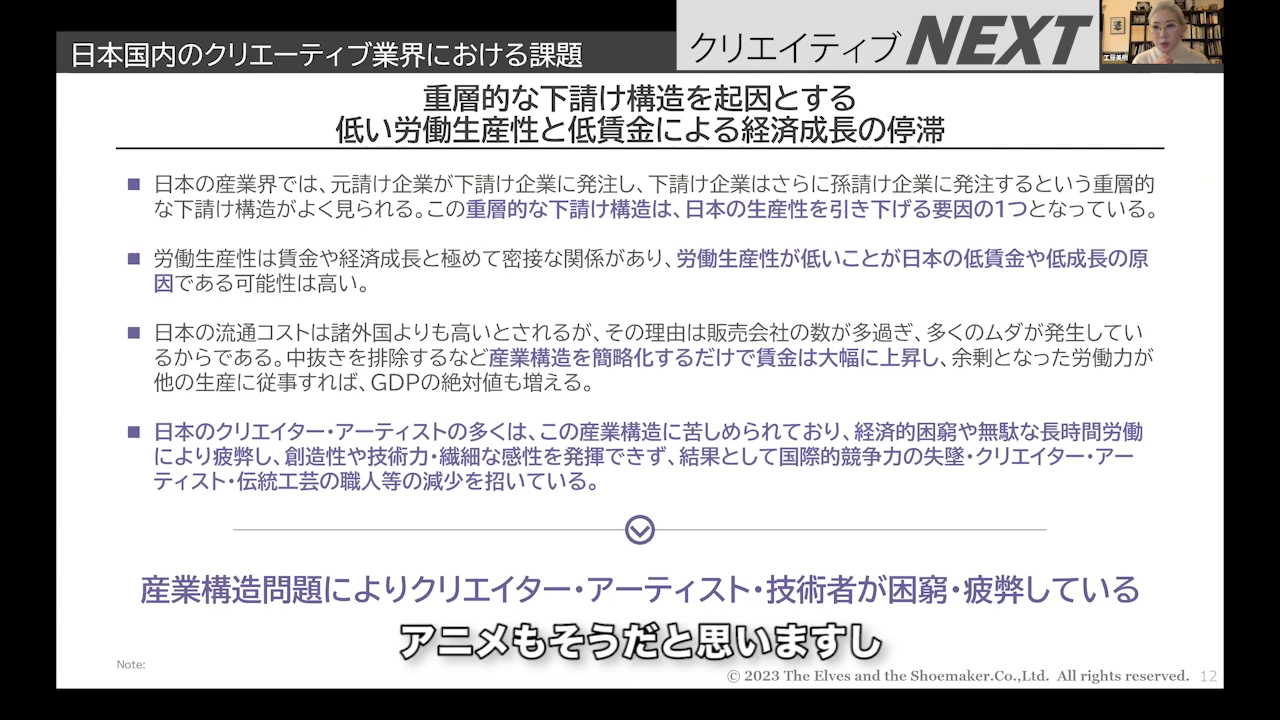 日本国内のクリエーティブ業界における課題
クリエイティブNEXT
工藤美樹
重層的な下請け構造を起因とする
低い労働生産性と低賃金による経済成長の停滞
■ 日本の産業界では、元請け企業が下請け企業に発注し、下請け企業はさらに孫請け企業に発注するという重層的
な下請け構造がよく見られる。この重層的な下請け構造は、日本の生産性を引き下げる要因の1つとなっている。
■ 労働生産性は賃金や経済成長と極めて密接な関係があり、労働生産性が低いことが日本の低賃金や低成長の原
因である可能性は高い。
■ 日本の流通コストは諸外国よりも高いとされるが、その理由は販売会社の数が多過ぎ、多くのムダが発生してい
るからである。中抜きを排除するなど産業構造を簡略化するだけで賃金は大幅に上昇し、余剰となった労働力が
他の生産に従事すれば、GDPの絶対値も増える。
■ 日本のクリエイター・アーティストの多くは、この産業構造に苦しめられており、経済的困窮や無駄な長時間労働
により疲弊し、創造性や技術力・繊細な感性を発揮できず、結果として国際的競争力の失墜・クリエイター・アー
ティスト・伝統工芸の職人等の減少を招いている。
産業構造問題によりクリエイター・アーティスト・技術者が困窮・疲弊している
アニメもそうだと思いますし
Note:
© 2023 The Elves and the Shoemaker.Co.,Ltd. All rights reserved. 12